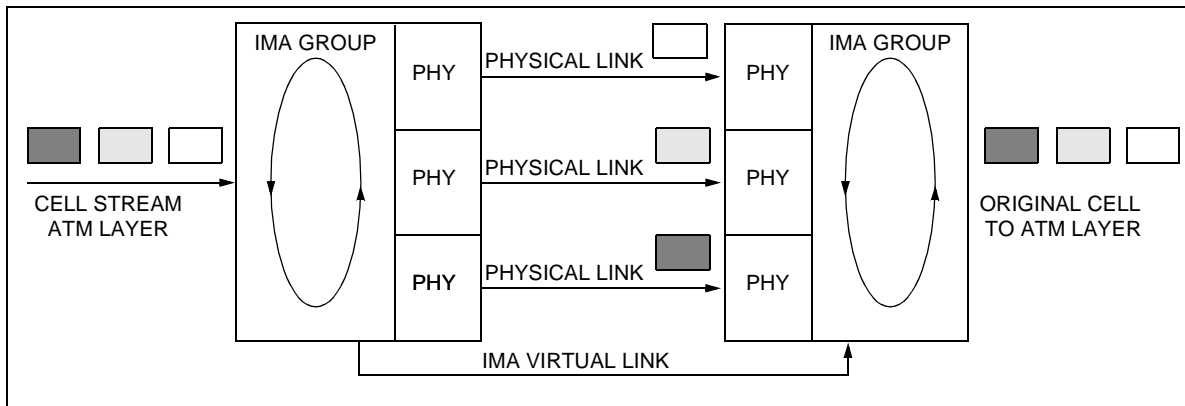 IMA GROUP
PHY
PHYSICAL LINK
PHY
IMA GROUP
PHY
PHYSICAL LINK
PHY
CELL STREAM
ATM LAYER
ORIGINAL CELL
TO ATM LAYER
PHY
PHYSICAL LINK
PHY
IMA VIRTUAL LINK